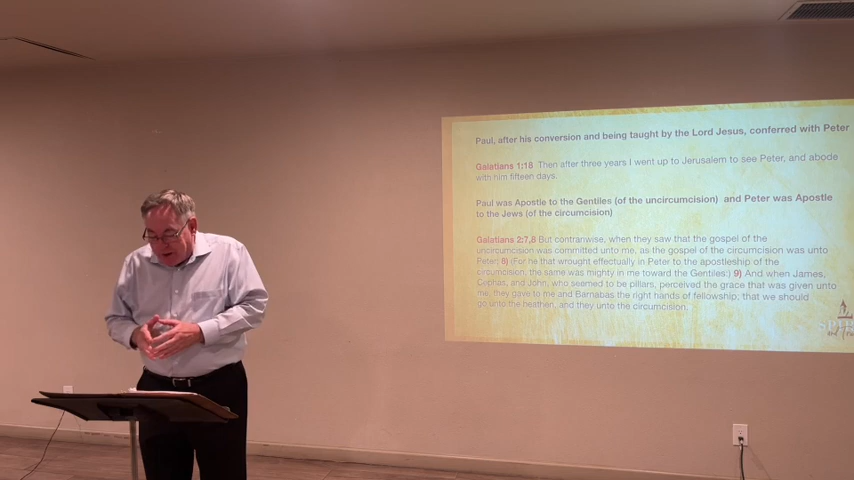 Paul, after his conversion and being taught by the Lord Jesus, conferred with Peter
Galatians 1:18 Then after three years I went up to Jerusalem to see Peter, and abode
with him fifteen days.
Paul was Apostle to the Gentiles (of the uncircumcision) and Peter was Apostle
to the Jews (of the circumcision)
Galatians 2:7,8 But contrariwise, when they saw that the gospel of the
uncircumcision was committed unto me, as the gospel of the circumcision was unto
Peter; 8) (For he that wrought effectually in Peter to the apostleship of the
circumcision, the same was mighty in me toward the Gentiles:) 9) And when James,
Cephas, and John, who seemed to be pillars, perceived the grace that was given unto
me, they gave to me and Barnabas the right hands of fellowship; that we should
go unto the heathen, and they unto the circumcision.
and